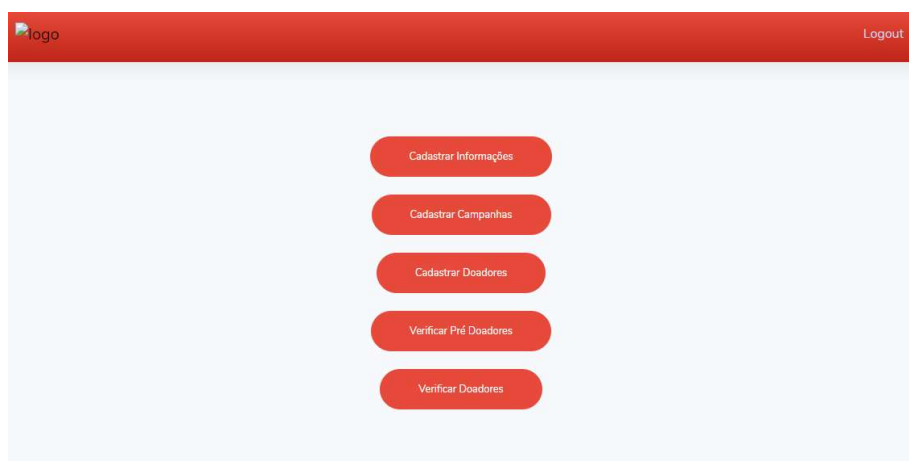 logo
Logout
Cadastrar Informações
Cadastrar Campanhas
Cadastrar Doadores
Verificar Pré Doadores
Verificar Doadores